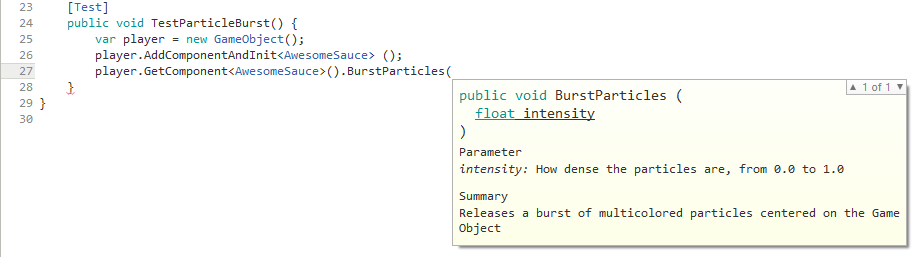 23 [Test]
24 public void TestParticleBurst() {
25 var player = new GameObject();
26 player.AddComponentAndInit<AwesomeSauce> ();
27 player.GetComponent<AwesomeSauce>().BurstParticles(
28 }
29 }
30
▲ 1 of 1 ▼
public void BurstParticles (
float intensity
)
Parameter
intensity: How dense the particles are, from 0.0 to 1.0
Summary
Releases a burst of multicolored particles centered on the Game
Object